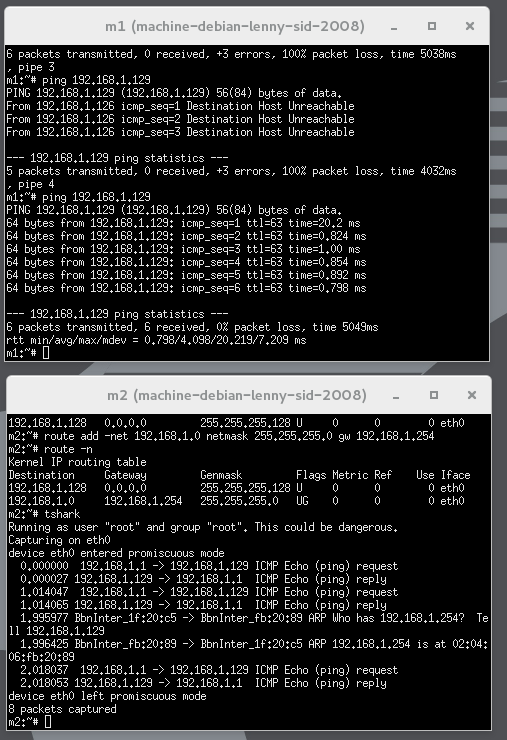 m1 (machine-debian-lenny-sid-2008)
6 packets transmitted, 0 received, +3 errors, 100% packet loss, time 5038ms
, pipe 3
m1:~# ping 192.168.1.129
PING 192.168.1.129 (192.168.1.129) 56(84) bytes of data.
From 192.168.1.126 icmp_seq=1 Destination Host Unreachable
From 192.168.1.126 icmp_seq=2 Destination Host Unreachable
From 192.168.1.126 icmp_seq=3 Destination Host Unreachable
--- 192.168.1.129 ping statistics ---
5 packets transmitted, 0 received, +3 errors, 100% packet loss, time 4032ms
, pipe 4
m1:~# ping 192.168.1.129
PING 192.168.1.129 (192.168.1.129) 56(84) bytes of data.
64 bytes from 192.168.1.129: icmp_seq=1 ttl=63 time=20.2 ms
64 bytes from 192.168.1.129: icmp_seq=2 ttl=63 time=0.824 ms
64 bytes from 192.168.1.129: icmp_seq=3 ttl=63 time=1.00 ms
64 bytes from 192.168.1.129: icmp_seq=4 ttl=63 time=0.854 ms
64 bytes from 192.168.1.129: icmp_seq=5 ttl=63 time=0.892 ms
64 bytes from 192.168.1.129: icmp_seq=6 ttl=63 time=0.798 ms
--- 192.168.1.129 ping statistics ---
6 packets transmitted, 6 received, 0% packet loss, time 5049ms
rtt min/avg/max/mdev = 0.798/4.098/20.219/7.209 ms
m1:~#
m2 (machine-debian-lenny-sid-2008)
192.168.1.128 0.0.0.0 255.255.255.128 U 0 0 0 eth0
m2:~# route add -net 192.168.1.0 netmask 255.255.255.0 gw 192.168.1.254
m2:~# route -n
Kernel IP routing table
Destination Gateway Genmask Flags Metric Ref Use Iface
192.168.1.128 0.0.0.0 255.255.255.128 U 0 0 0 eth0
192.168.1.0 192.168.1.254 255.255.255.0 UG 0 0 0 eth0
m2:~# tshark
Running as user "root" and group "root". This could be dangerous.
Capturing on eth0
device eth0 entered promiscuous mode
0.000000 192.168.1.1 -> 192.168.1.129 ICMP Echo (ping) request
0.000027 192.168.1.129 -> 192.168.1.1 ICMP Echo (ping) reply
1.014047 192.168.1.1 -> 192.168.1.129 ICMP Echo (ping) request
1.014065 192.168.1.129 -> 192.168.1.1 ICMP Echo (ping) reply
1.995977 BbnInter_1f:20:c5 -> BbnInter_fb:20:89 ARP Who has 192.168.1.254? Te
ll 192.168.1.129
1.996425 BbnInter_fb:20:89 -> BbnInter_1f:20:c5 ARP 192.168.1.254 is at 02:04:
06:fb:20:89
2.018037 192.168.1.1 -> 192.168.1.129 ICMP Echo (ping) request
2.018053 192.168.1.129 -> 192.168.1.1 ICMP Echo (ping) reply
device eth0 left promiscuous mode
8 packets captured
m2:~#